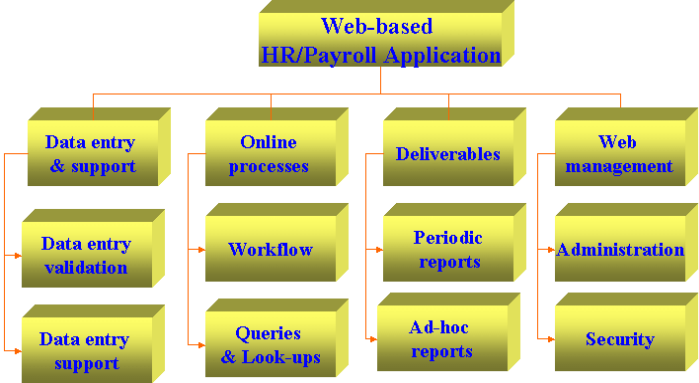 Web-based
HR/Payroll Application
Data entry
& support
Online
processes
Deliverables
Web
management
Data entry
validation
Workflow
Periodic
reports
Administration
Data entry
support
Queries
& Look-ups
Ad-hoc
reports
Security